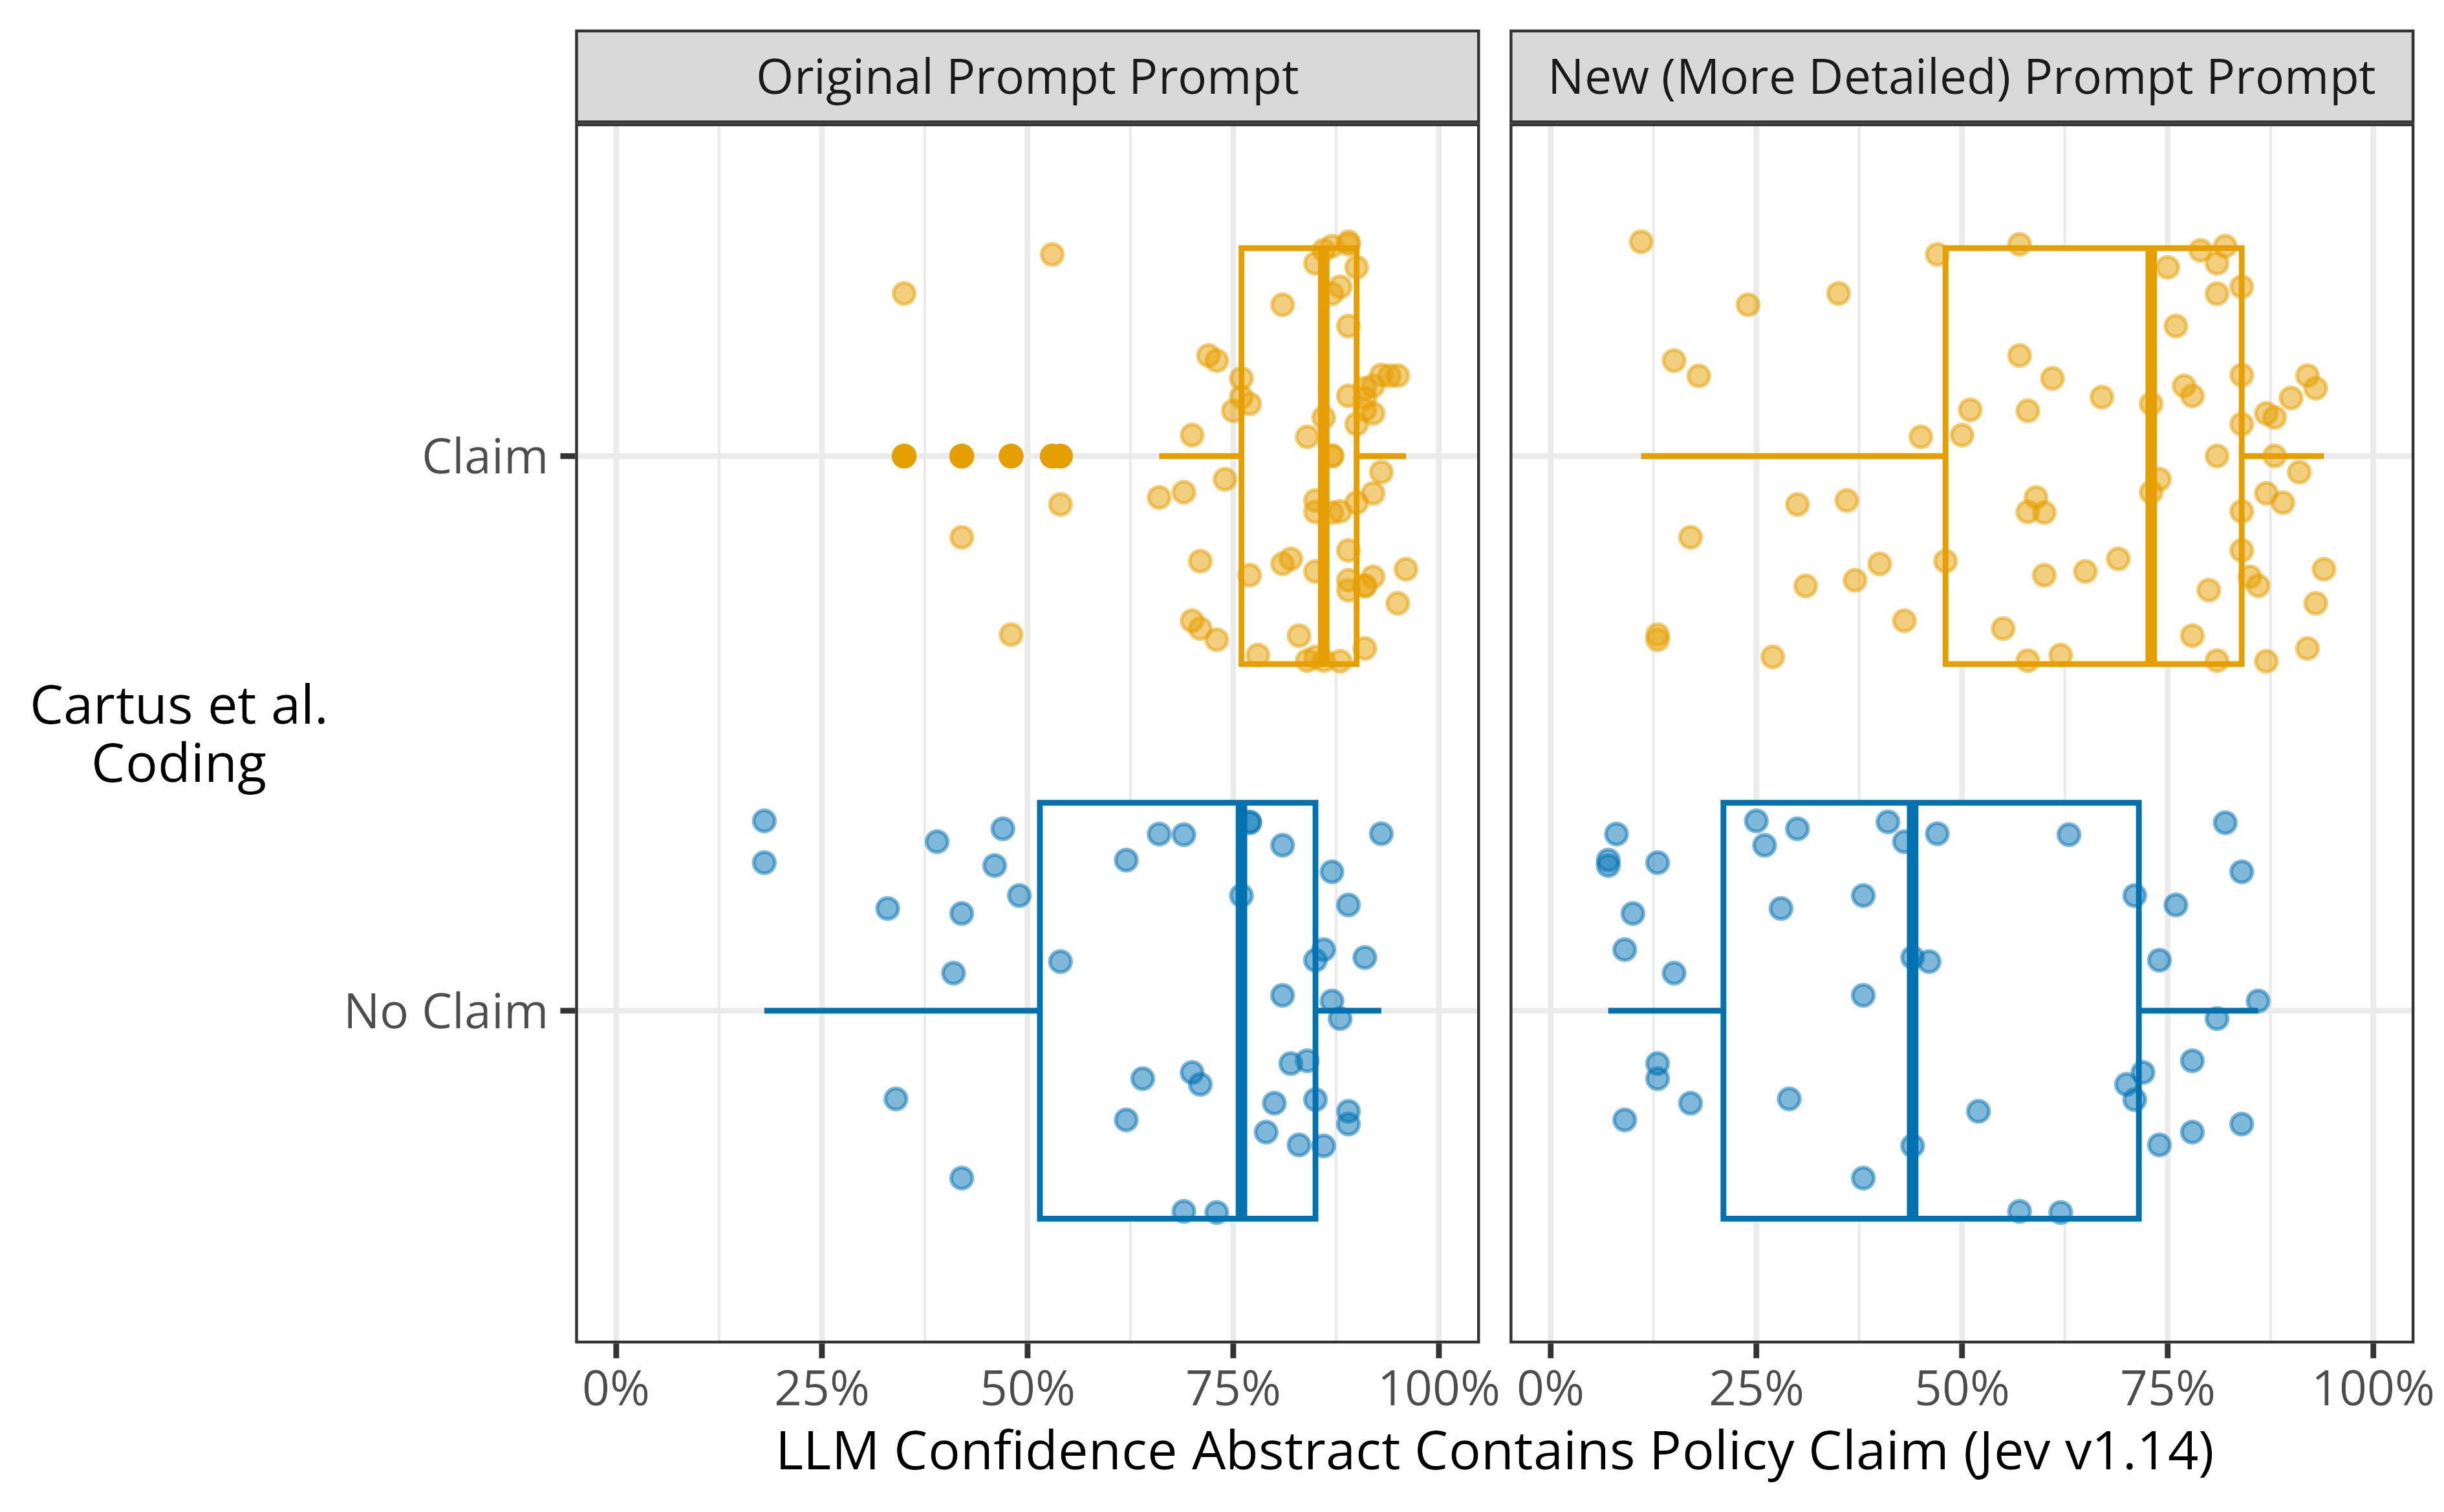 Original Prompt Prompt
New (More Detailed) Prompt Prompt
Claim
Cartus et al.
Coding
No Claim
0% 25% 50% 75% 100% 0% 25% 50% 75% 100%
LLM Confidence Abstract Contains Policy Claim (Jev v1.14)